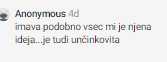 Anonymous 4d
imava podobno vsec mi je njena
ideja...je tudi unčinkovita